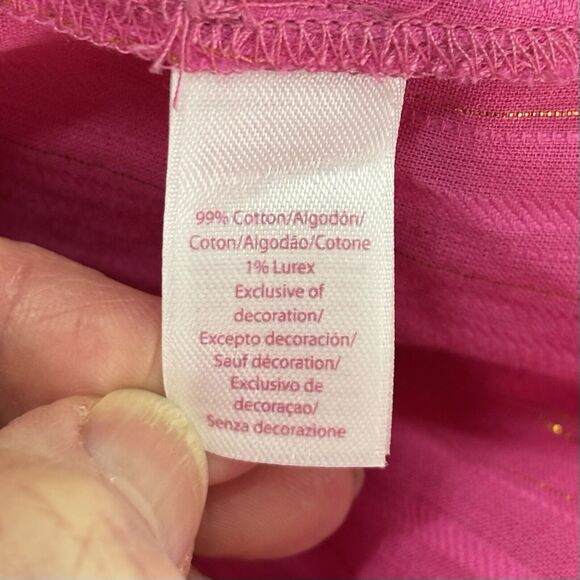 99% Cotton/Algodón/
Coton/Algodão/Cotone
1% Lurex
Exclusive of
decoration/
Excepto decoración/
Sauf décoration/
Exclusivo de
decoraçao/
Senza decorazione